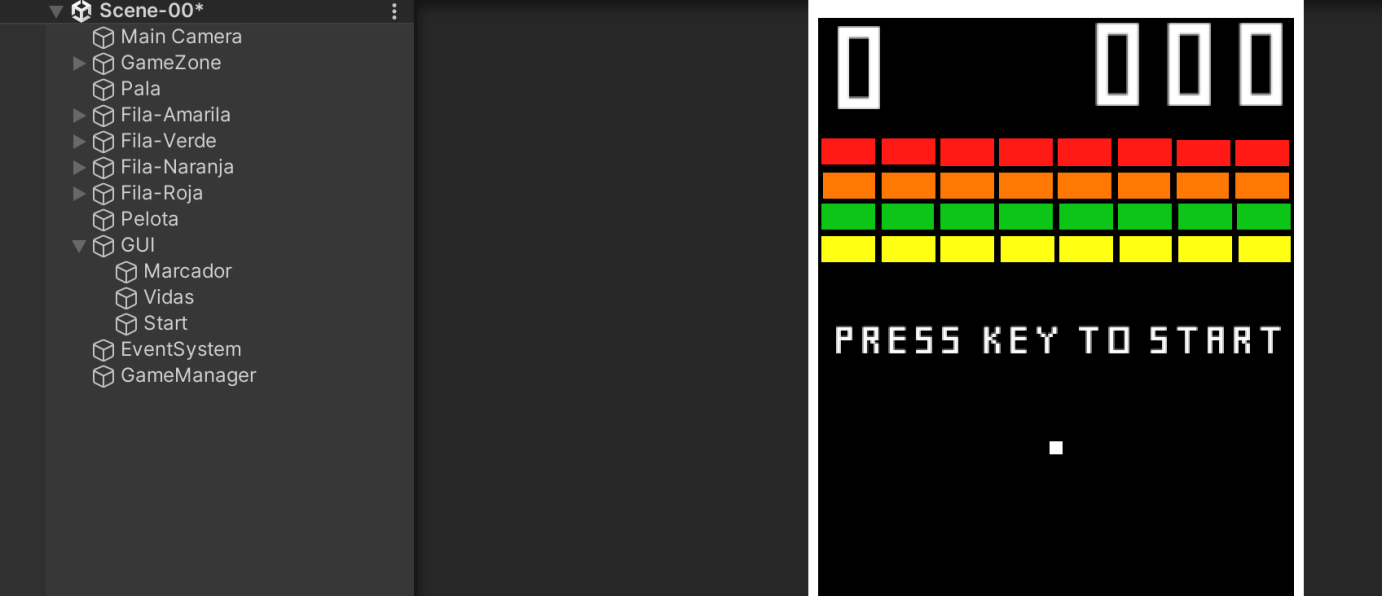 Scene-00*
Main Camera
GameZone
Pala
Fila-Amarila
Fila-Verde
Fila-Naranja
Fila-Roja
Pelota
GUI
Marcador
Vidas
Start
EventSystem
GameManager
0 000
PRESS KEY TO START